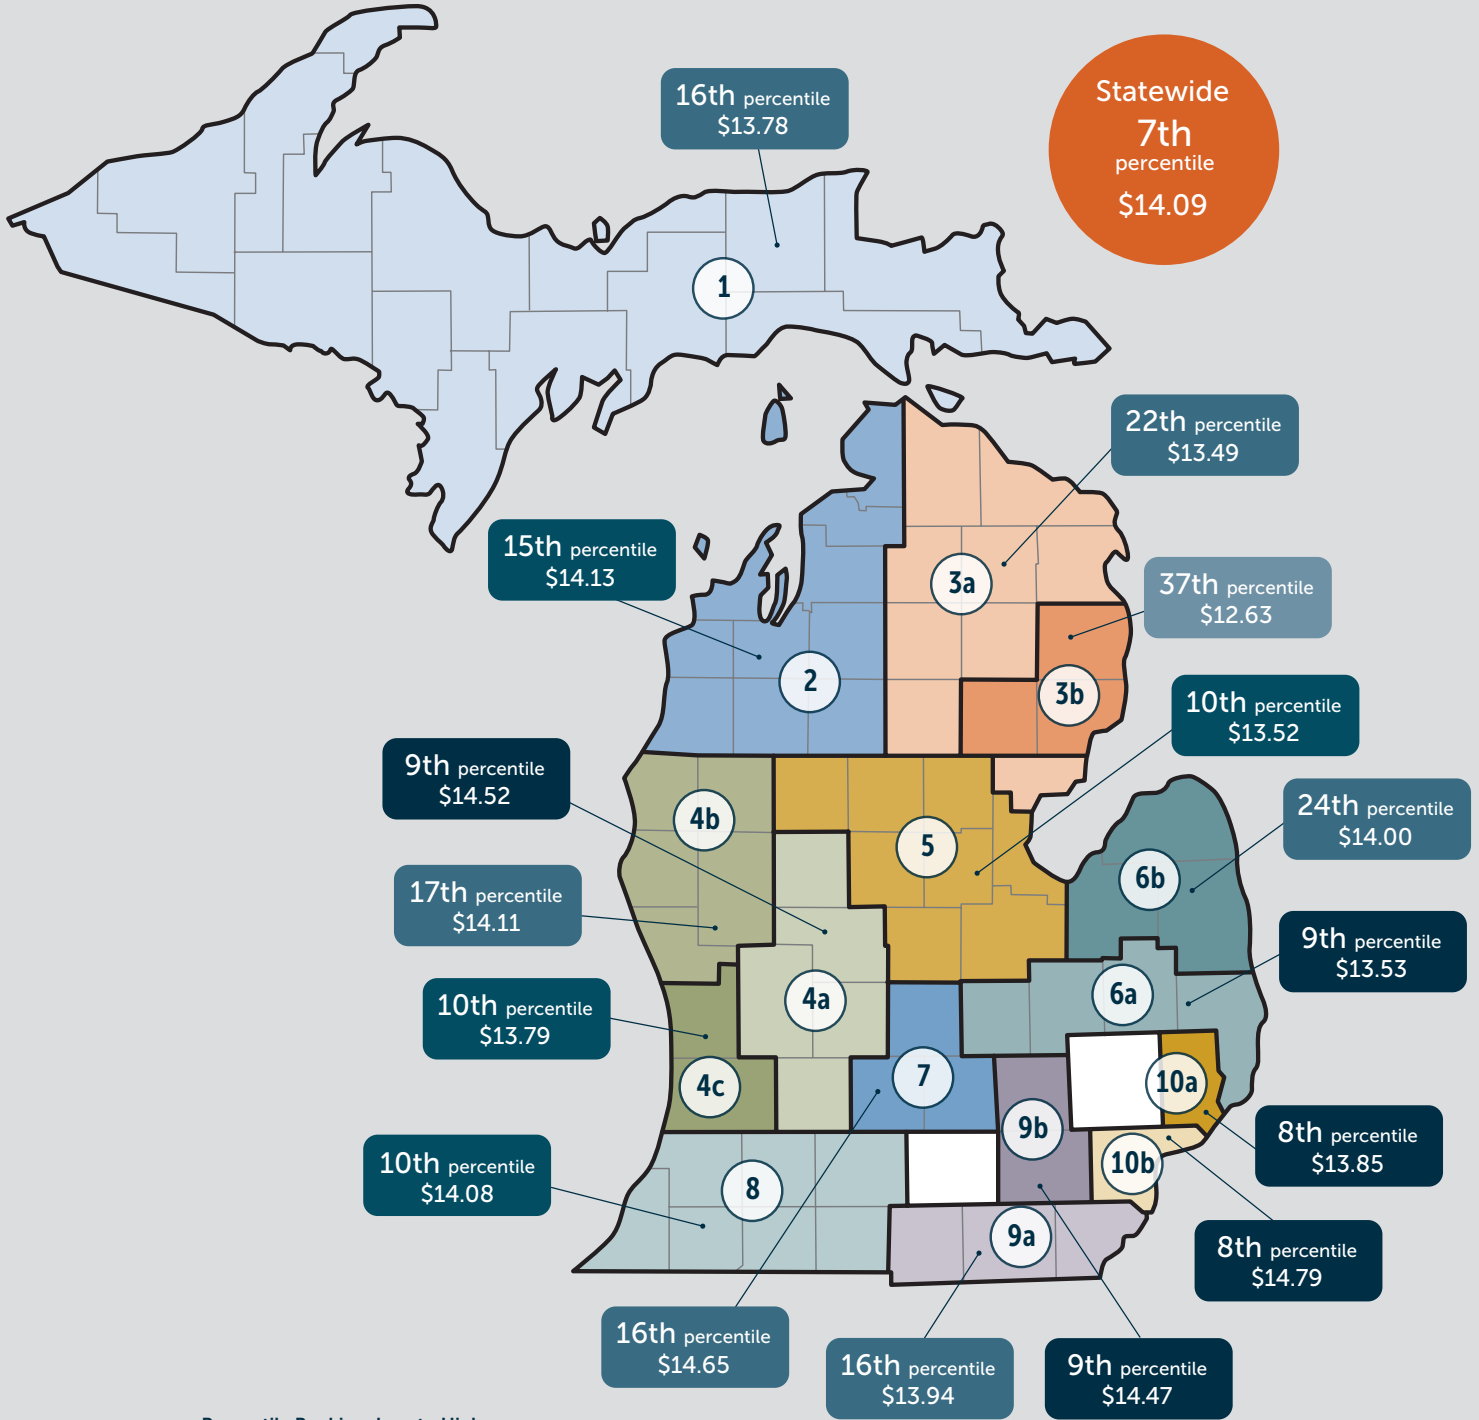 Statewide
7th
percentile
$14.09
16th percentile
$13.78
1
22th percentile
$13.49
15th percentile
$14.13
3a
37th percentile
$12.63
2
3b
10th percentile
$13.52
9th percentile
$14.52
4b
5
24th percentile
$14.00
6b
17th percentile
$14.11
9th percentile
$13.53
4a
6a
10th percentile
$13.79
4c
7
10a
9b
8th percentile
$13.85
10b
10th percentile
$14.08
8
9a
8th percentile
$14.79
16th percentile
$14.65
16th percentile
$13.94
9th percentile
$14.47